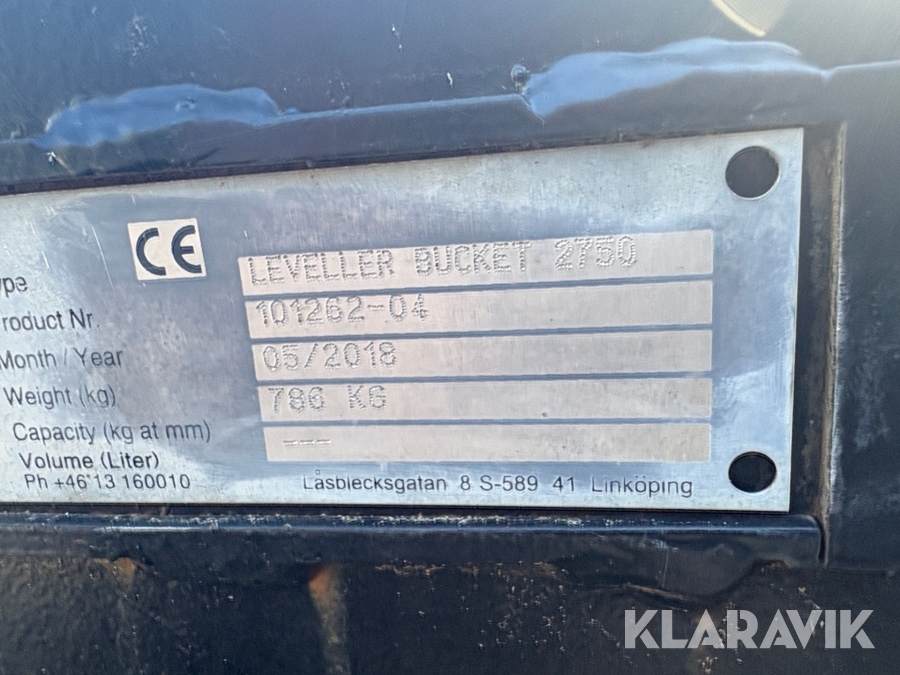 CE
ype LEVELLER BUCKET 2750
roduct Nr. 101262-04
Month / Year 05/2018
Weight (kg) 786 KG
Capacity (kg at mm) ---
Volume (Liter)
Ph +46*13 160010 Låsblecksgatan 8 S-589 41 Linköping
KLARAVIK